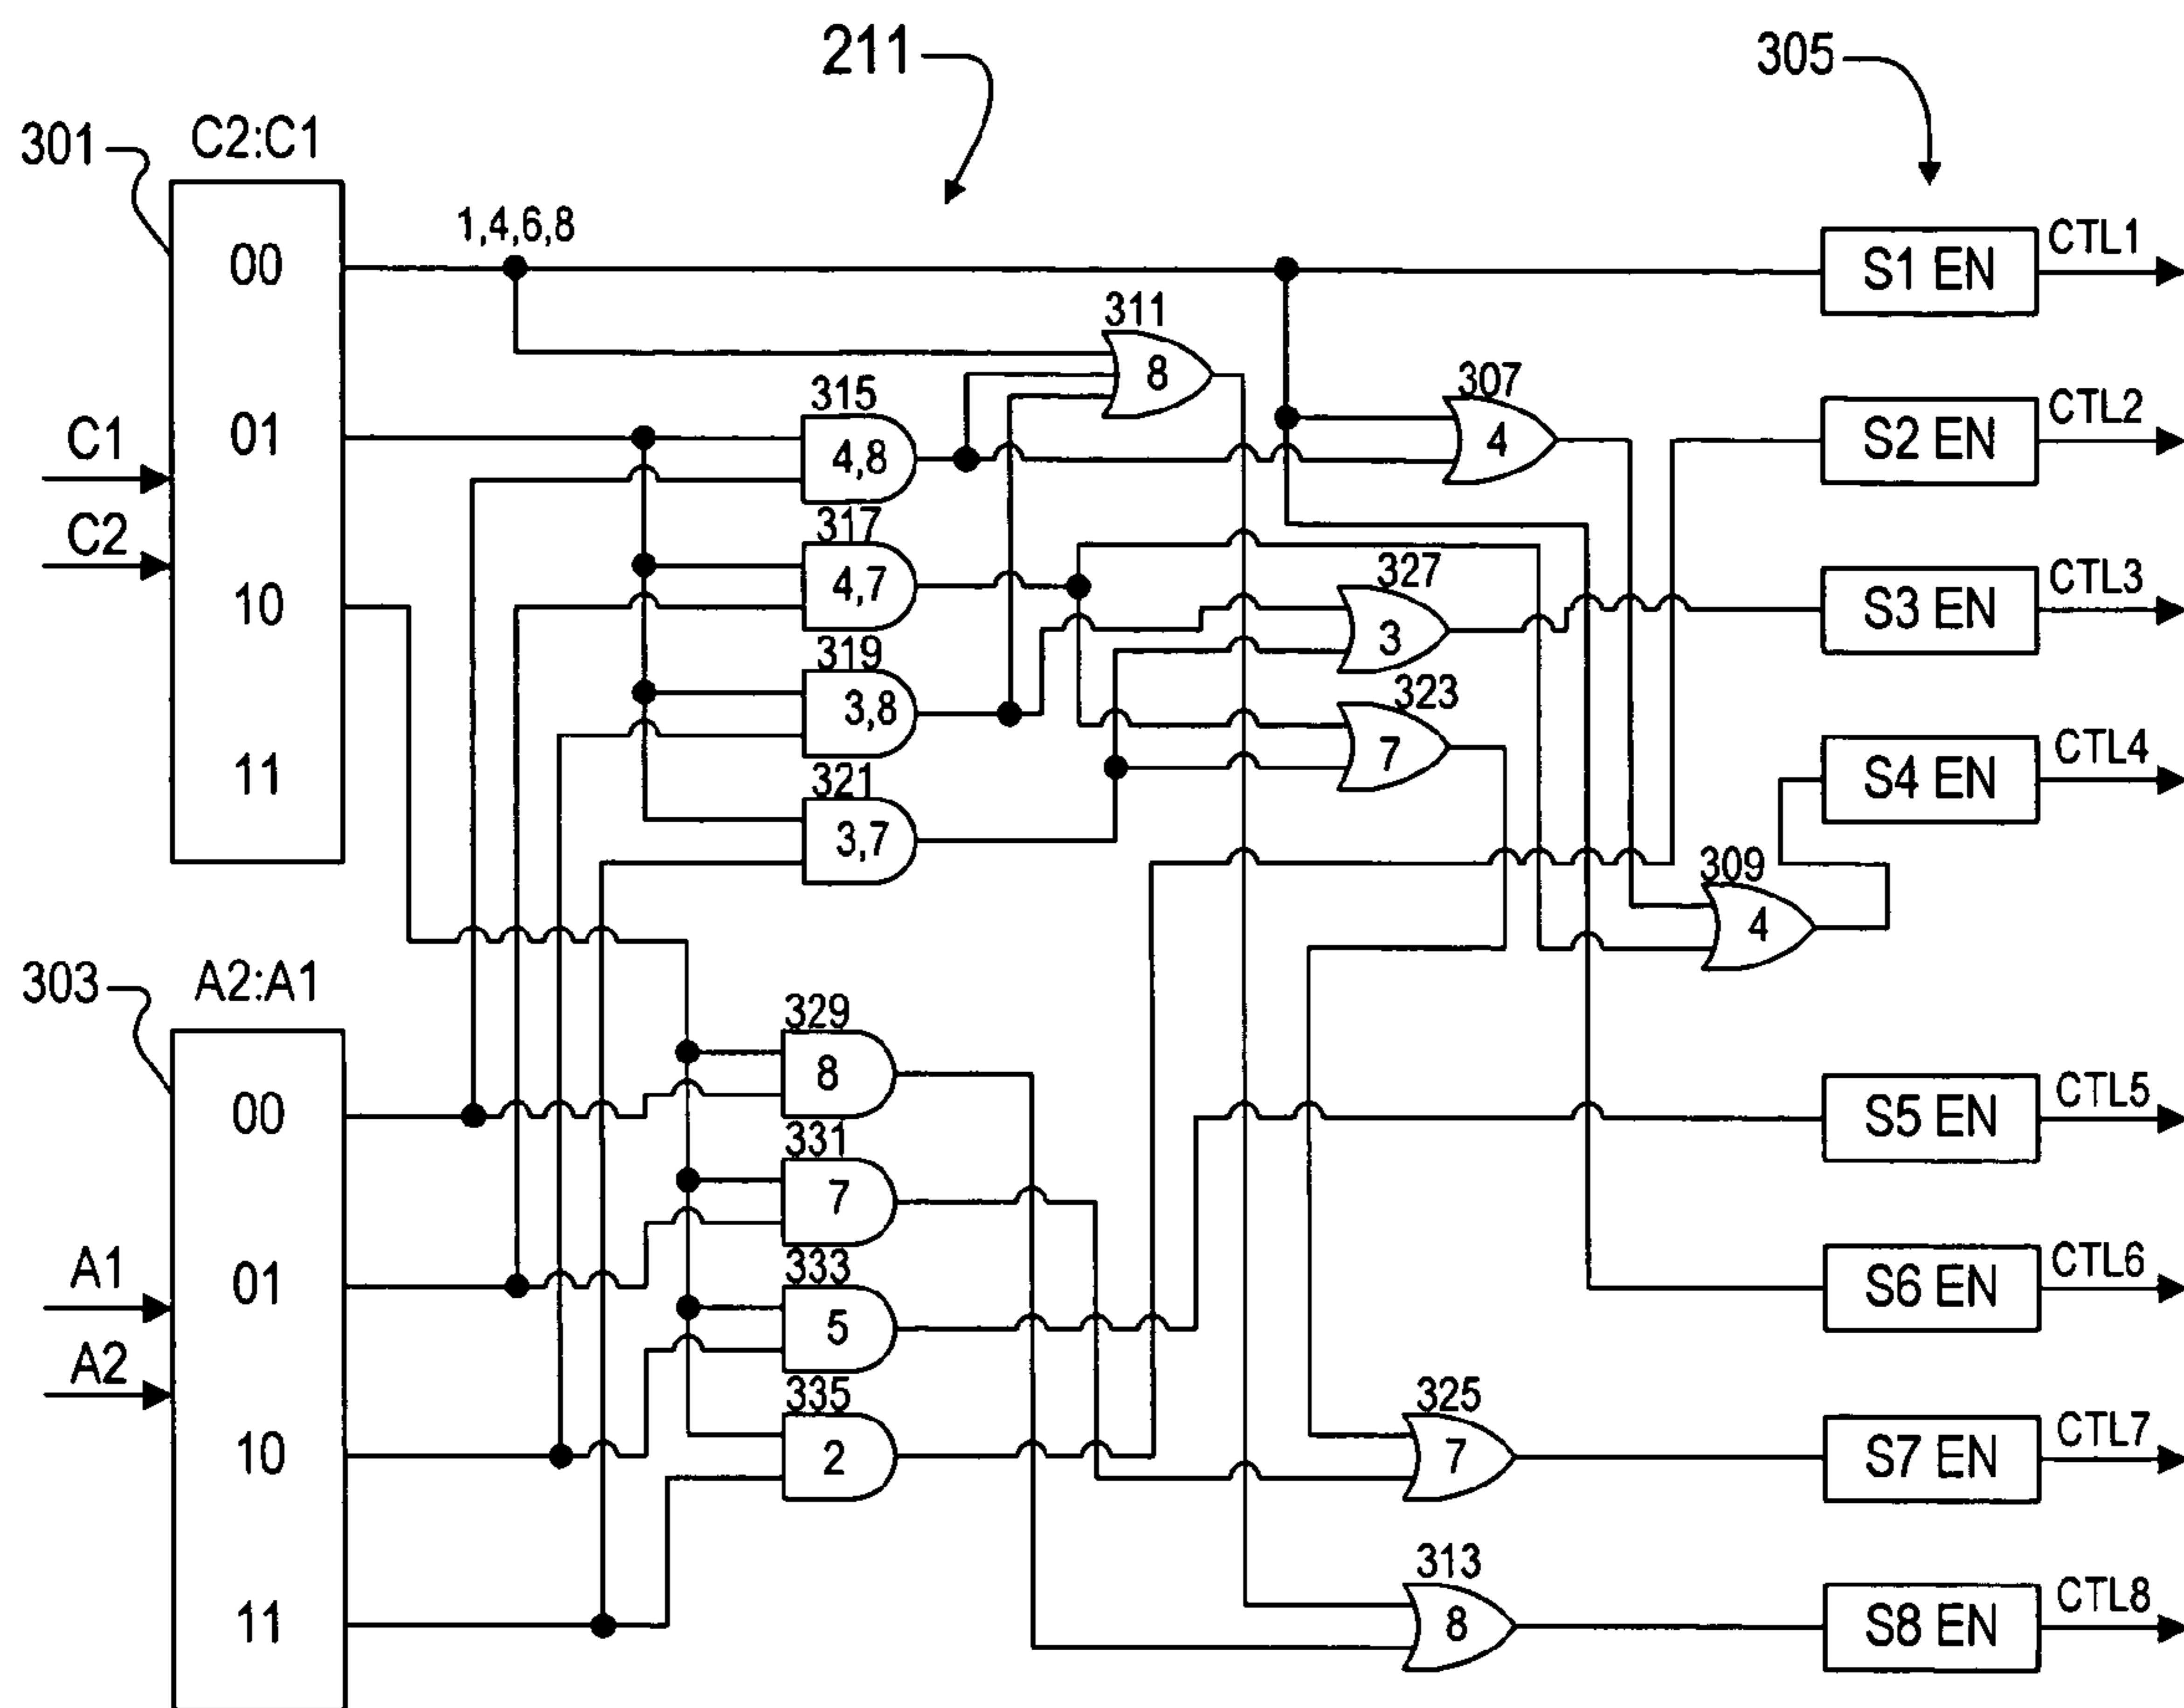 211
305
301
C2:C1
1,4,6,8
00
S1 EN
CTL1
311
8
307
4
315
01
C1
4,8
S2 EN
CTL2
C2
317
4,7
327
3
10
S3 EN
CTL3
319
3,8
323
7
11
321
3,7
S4 EN
CTL4
309
4
303
A2:A1
329
8
00
S5 EN
CTL5
331
7
A1
01
333
5
S6 EN
CTL6
A2
335
2
10
325
7
S7 EN
CTL7
313
8
11
S8 EN
CTL8